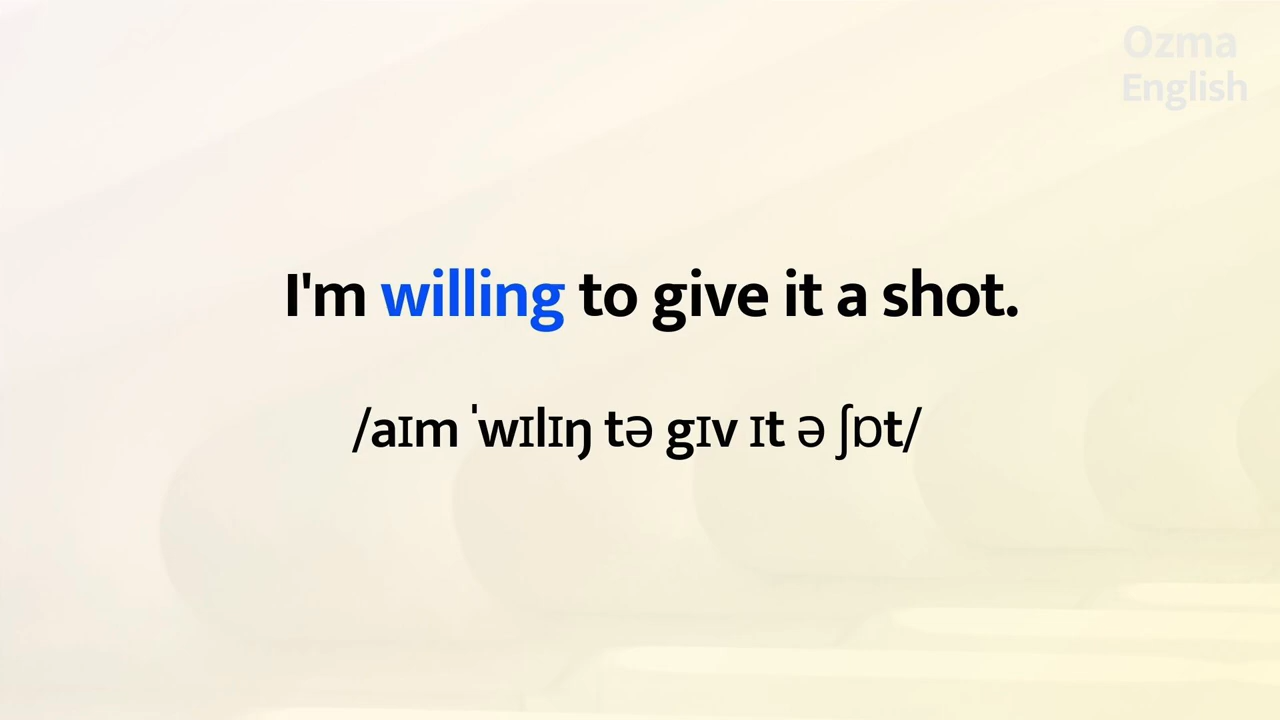 Ozma
English
I'm willing to give it a shot.
/aɪm ˈwɪlɪŋ tə gɪv ɪt ə ʃɒt/